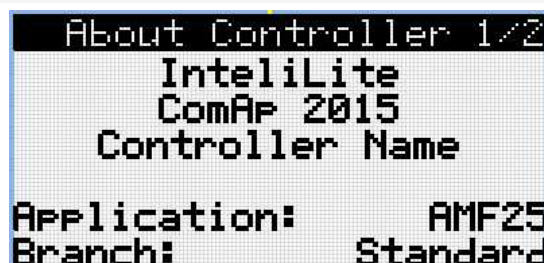 About Controller 1/2
InteliLite
ComAp 2015
Controller Name
Application: AMF25
Branch: Standard